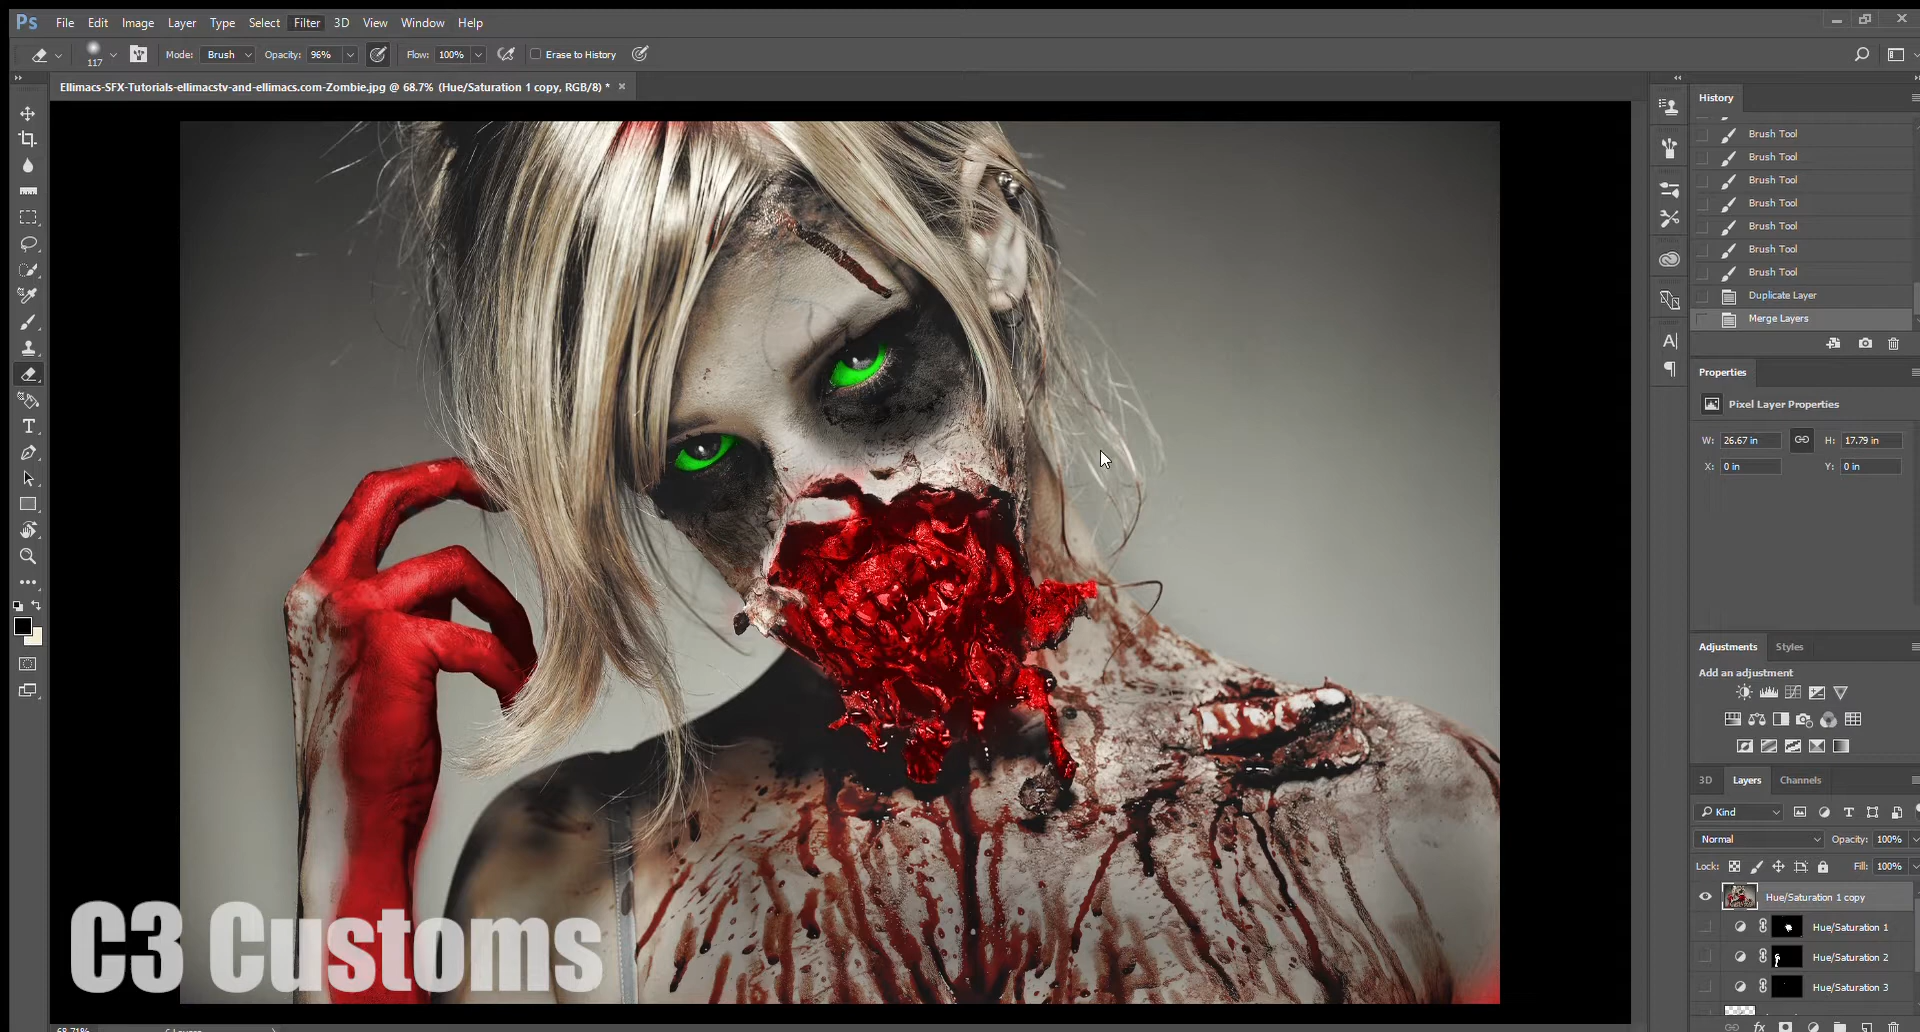 Ps File Edit Image Layer Type Select Filter 3D View Window Help
117 Mode: Brush Opacity: 96% Flow: 100% Erase to History
Ellimacs-SFX-Tutorials-ellimacstv-and-ellimacs.com-Zombie.jpg @ 68.7% (Hue/Saturation 1 copy, RGB/8) * ×
History
Brush Tool
Brush Tool
Brush Tool
Brush Tool
Brush Tool
Brush Tool
Brush Tool
Duplicate Layer
Merge Layers
Properties
Pixel Layer Properties
W: 26.67 in H: 17.79 in
X: 0 in Y: 0 in
Adjustments Styles
Add an adjustment
3D Layers Channels
Kind
Normal Opacity: 100%
Lock: Fill: 100%
Hue/Saturation 1 copy
Hue/Saturation 1
Hue/Saturation 2
Hue/Saturation 3
fx
C3 Customs
68.71%